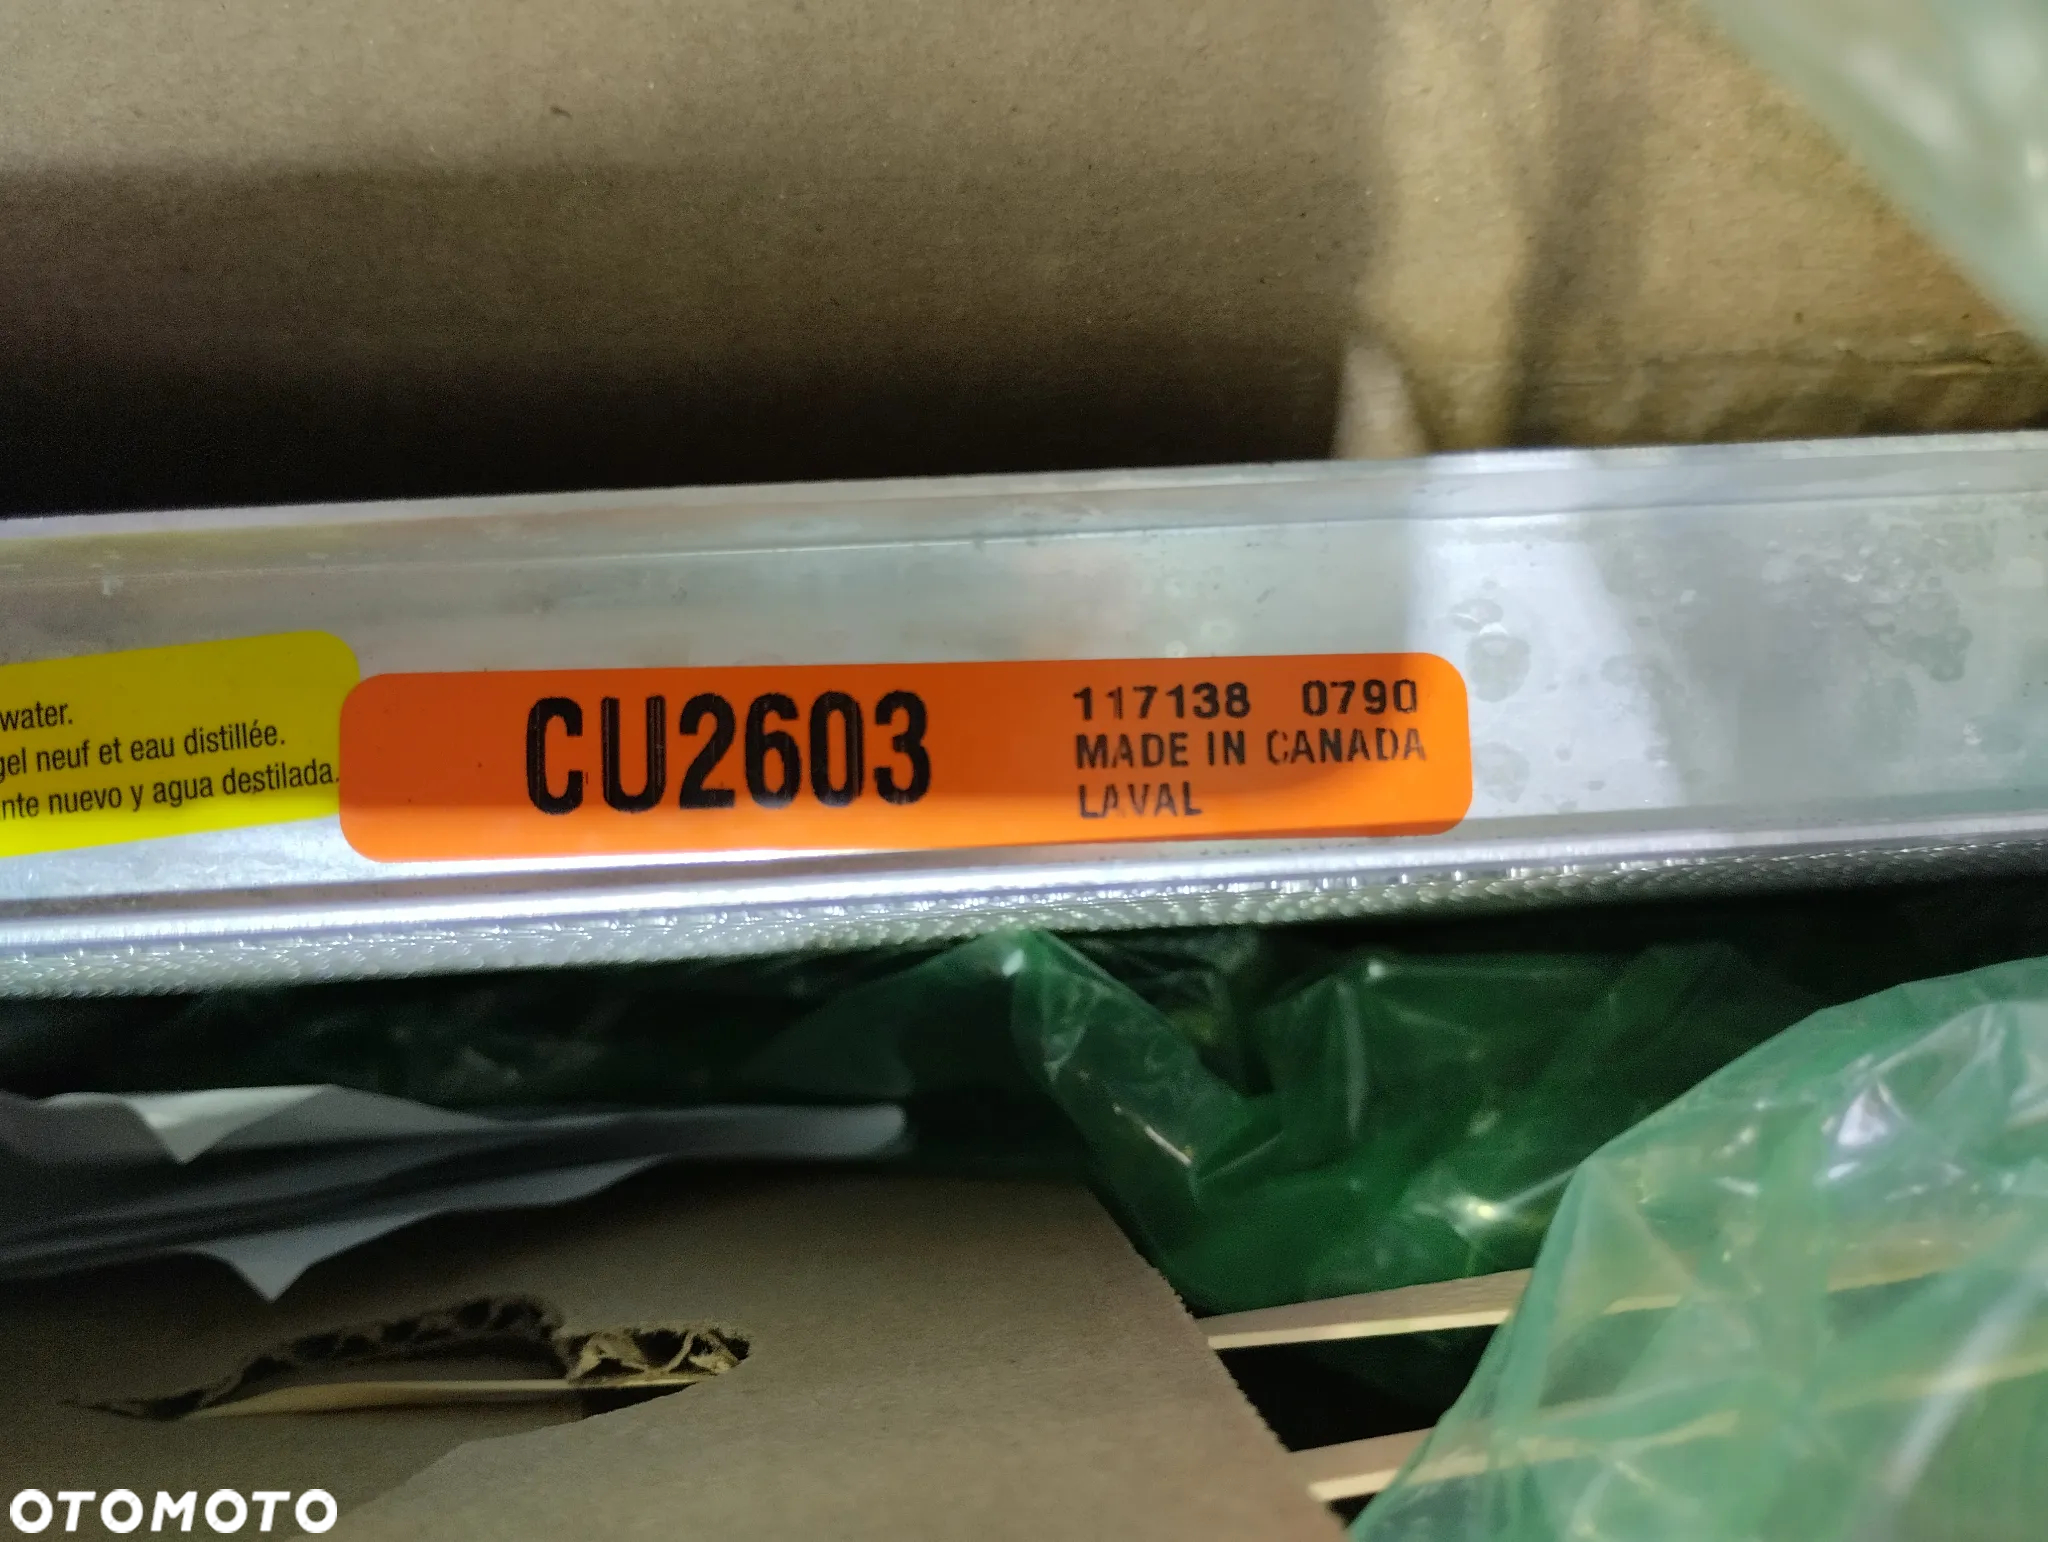 water.
gel neuf et eau distillée.
nte nuevo y agua destilada.
CU2603
117138 0790
MADE IN CANADA
LAVAL
OTOMOTO